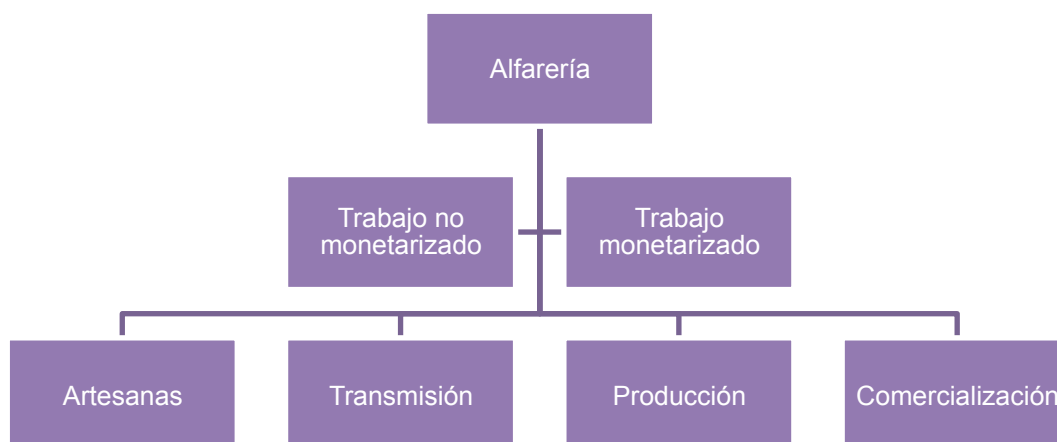 Alfarería
Trabajo no
monetarizado
Trabajo
monetarizado
Artesanas
Transmisión
Producción
Comercialización